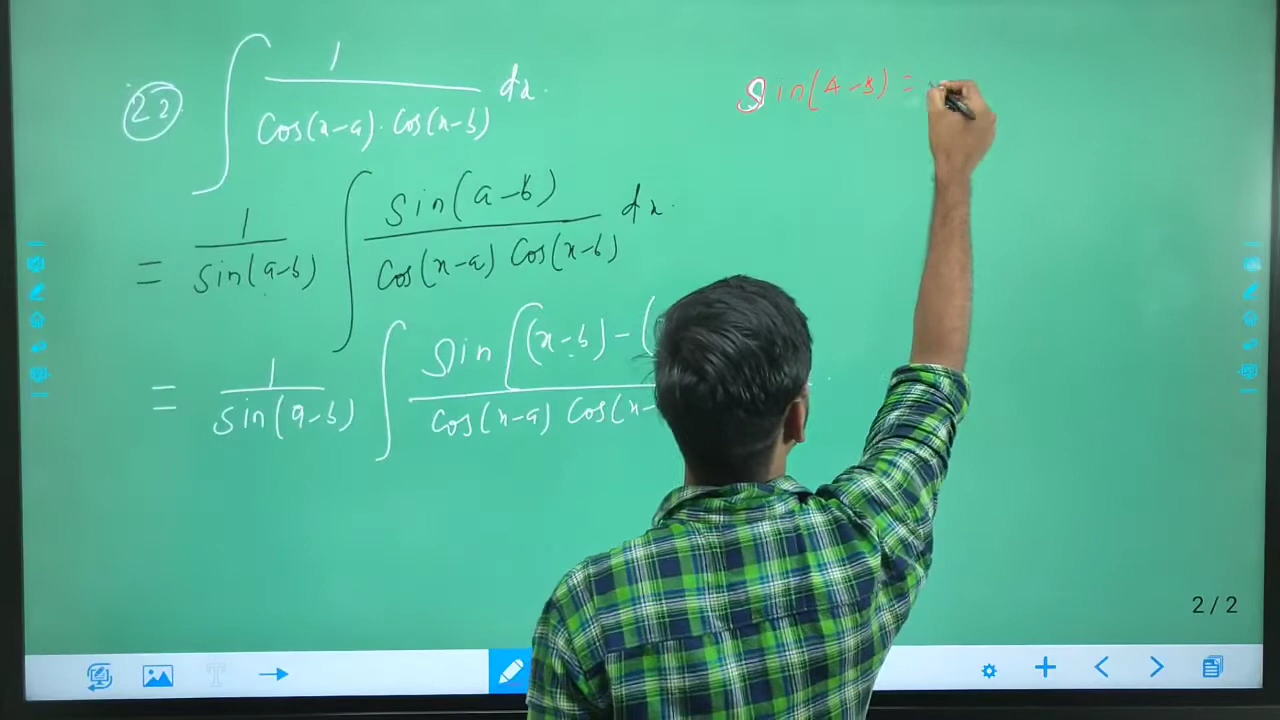 (22) ∫ 1 / cos(x-a)·cos(x-b) dx.
sin(A-B) =
= 1 / sin(a-b) ∫ sin(a-b) / cos(x-a) cos(x-b) dx.
= 1 / sin(a-b) ∫ sin[(x-b)-( / cos(x-a) cos(x-
2/2